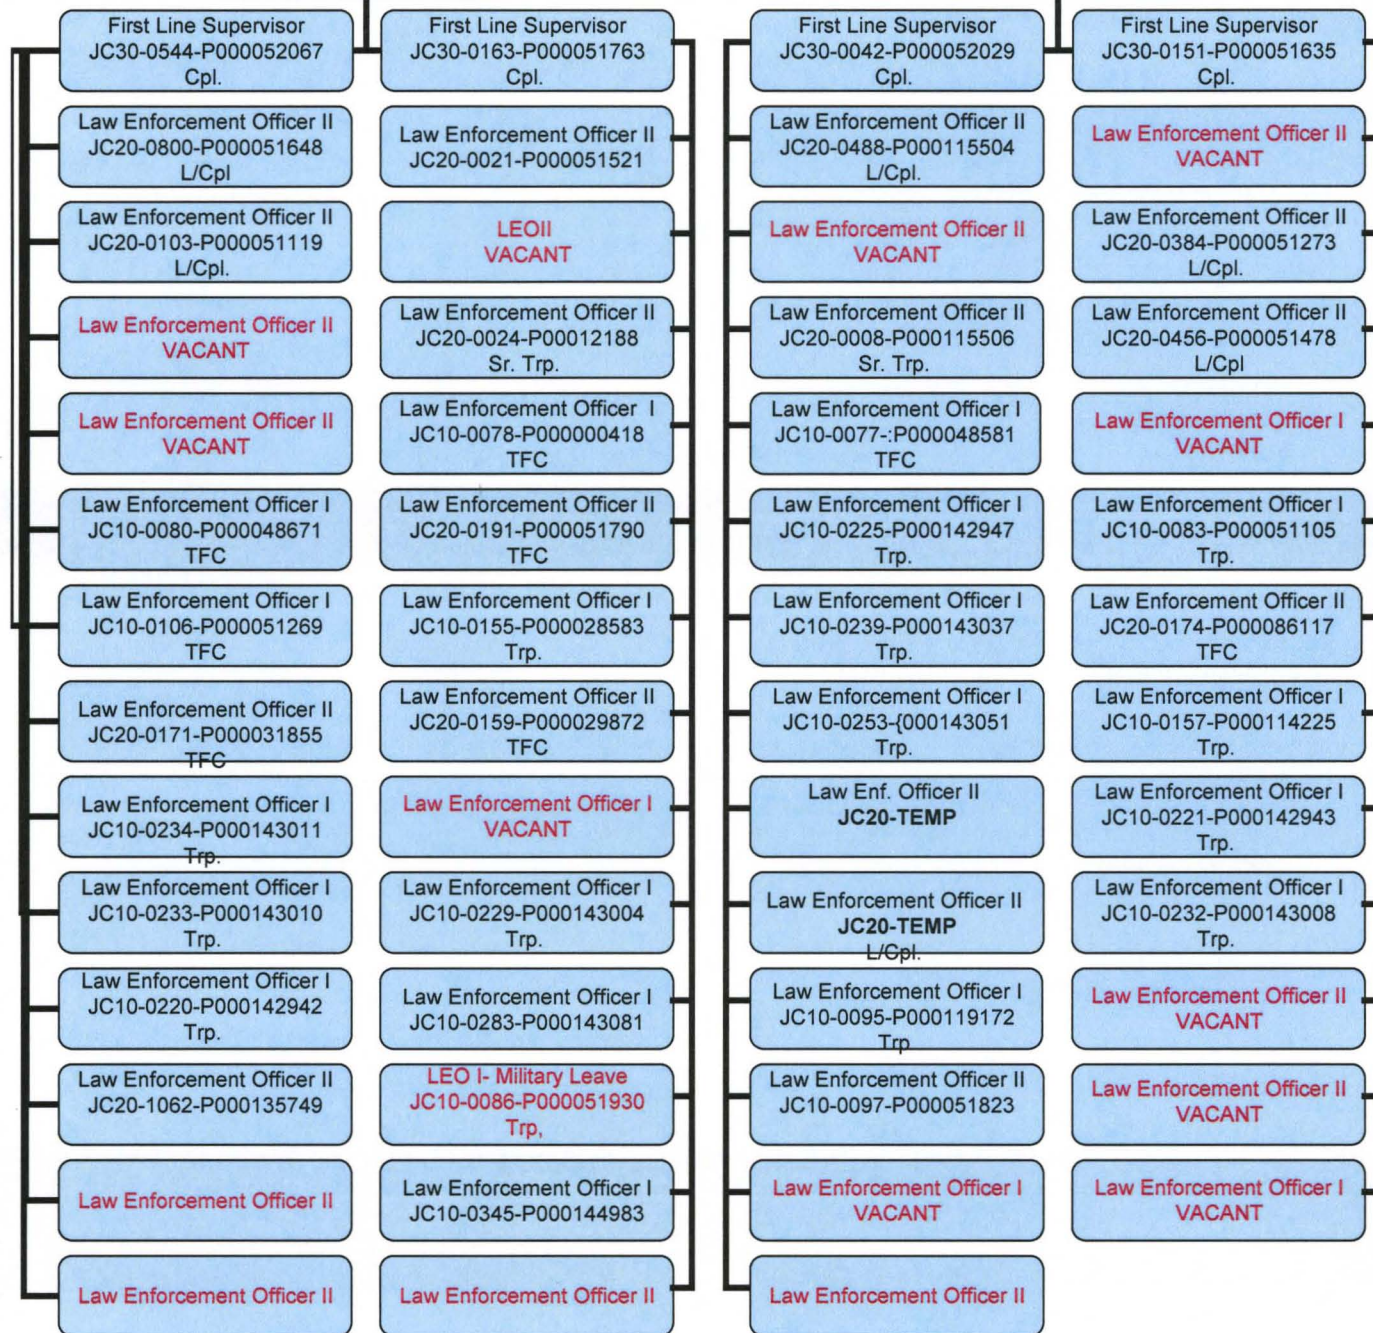 First Line Supervisor
JC30-0544-P000052067
Cpl.
Law Enforcement Officer II
JC20-0800-P000051648
L/Cpl
Law Enforcement Officer II
JC20-0103-P000051119
L/Cpl.
Law Enforcement Officer II
VACANT
Law Enforcement Officer II
VACANT
Law Enforcement Officer I
JC10-0080-P000048671
TFC
Law Enforcement Officer I
JC10-0106-P000051269
TFC
Law Enforcement Officer II
JC20-0171-P000031855
TFC
Law Enforcement Officer I
JC10-0234-P000143011
Trp.
Law Enforcement Officer I
JC10-0233-P000143010
Trp.
Law Enforcement Officer I
JC10-0220-P000142942
Trp.
Law Enforcement Officer II
JC20-1062-P000135749
Law Enforcement Officer II
Law Enforcement Officer II
First Line Supervisor
JC30-0163-P000051763
Cpl.
Law Enforcement Officer II
JC20-0021-P000051521
LEOII
VACANT
Law Enforcement Officer II
JC20-0024-P00012188
Sr. Trp.
Law Enforcement Officer I
JC10-0078-P000000418
TFC
Law Enforcement Officer II
JC20-0191-P000051790
TFC
Law Enforcement Officer I
JC10-0155-P000028583
Trp.
Law Enforcement Officer II
JC20-0159-P000029872
TFC
Law Enforcement Officer I
VACANT
Law Enforcement Officer I
JC10-0229-P000143004
Trp.
Law Enforcement Officer I
JC10-0283-P000143081
LEO I- Military Leave
JC10-0086-P000051930
Trp,
Law Enforcement Officer I
JC10-0345-P000144983
Law Enforcement Officer II
First Line Supervisor
JC30-0042-P000052029
Cpl.
Law Enforcement Officer II
JC20-0488-P000115504
L/Cpl.
Law Enforcement Officer II
VACANT
Law Enforcement Officer II
JC20-0008-P000115506
Sr. Trp.
Law Enforcement Officer I
JC10-0077-:P000048581
TFC
Law Enforcement Officer I
JC10-0225-P000142947
Trp.
Law Enforcement Officer I
JC10-0239-P000143037
Trp.
Law Enforcement Officer I
JC10-0253-{000143051
Trp.
Law Enf. Officer II
JC20-TEMP
Law Enforcement Officer II
JC20-TEMP
L/Cpl.
Law Enforcement Officer I
JC10-0095-P000119172
Trp
Law Enforcement Officer II
JC10-0097-P000051823
Law Enforcement Officer I
VACANT
Law Enforcement Officer II
First Line Supervisor
JC30-0151-P000051635
Cpl.
Law Enforcement Officer II
VACANT
Law Enforcement Officer II
JC20-0384-P000051273
L/Cpl.
Law Enforcement Officer II
JC20-0456-P000051478
L/Cpl
Law Enforcement Officer I
VACANT
Law Enforcement Officer I
JC10-0083-P000051105
Trp.
Law Enforcement Officer II
JC20-0174-P000086117
TFC
Law Enforcement Officer I
JC10-0157-P000114225
Trp.
Law Enforcement Officer I
JC10-0221-P000142943
Trp.
Law Enforcement Officer I
JC10-0232-P000143008
Trp.
Law Enforcement Officer II
VACANT
Law Enforcement Officer II
VACANT
Law Enforcement Officer I
VACANT